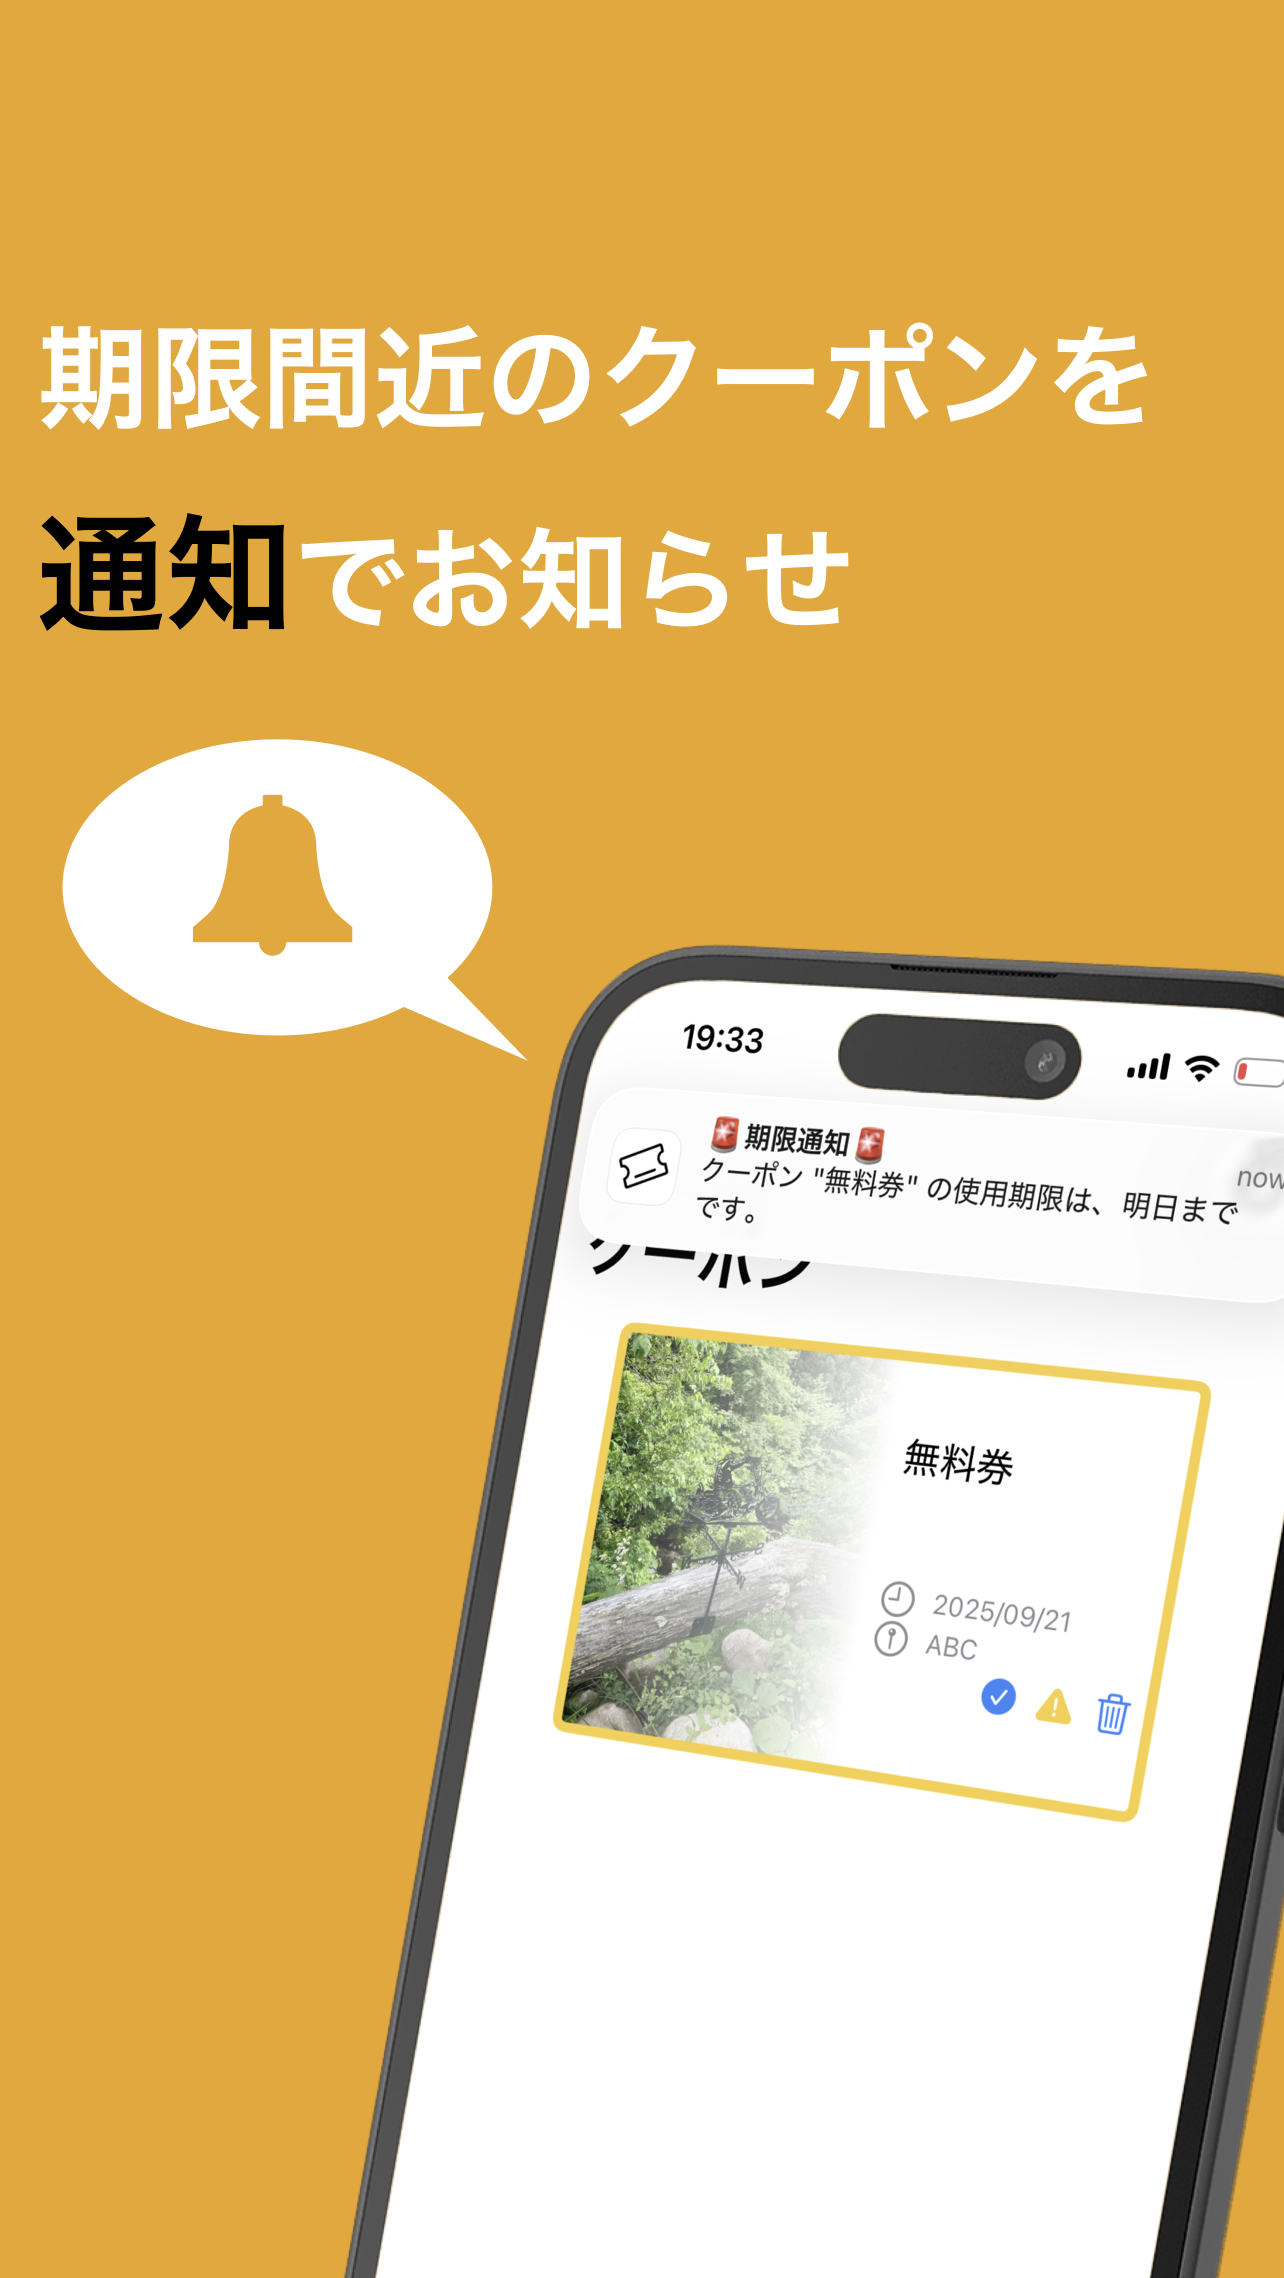 期限間近のクーポンを
通知でお知らせ
19:33
🚨期限通知🚨
now
クーポン "無料券" の使用期限は、明日まで
です。
クーポン
無料券
2025/09/21
ABC